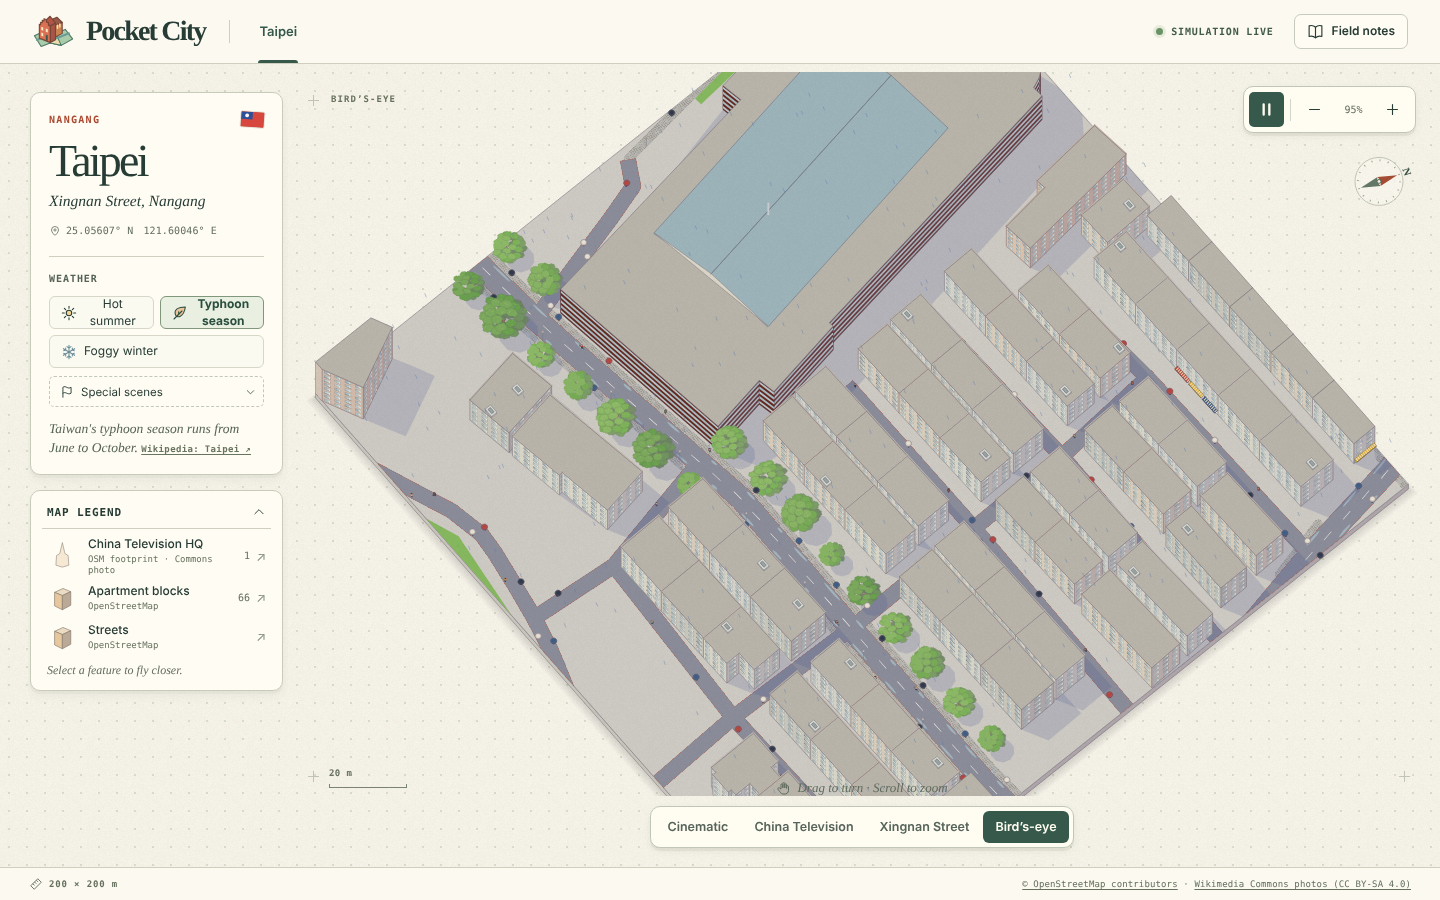 Pocket City
Taipei
SIMULATION LIVE
Field notes
NANGANG
Taipei
Xingnan Street, Nangang
25.05607° N 121.60046° E
WEATHER
Hot summer
Typhoon season
Foggy winter
Special scenes
Taiwan's typhoon season runs from
June to October. Wikipedia: Taipei ↗
MAP LEGEND
China Television HQ
OSM footprint · Commons photo
1 ↗
Apartment blocks
OpenStreetMap
66 ↗
Streets
OpenStreetMap
↗
Select a feature to fly closer.
BIRD'S-EYE
95%
N
20 m
Drag to turn · Scroll to zoom
Cinematic
China Television
Xingnan Street
Bird's-eye
200 × 200 m
© OpenStreetMap contributors · Wikimedia Commons photos (CC BY-SA 4.0)